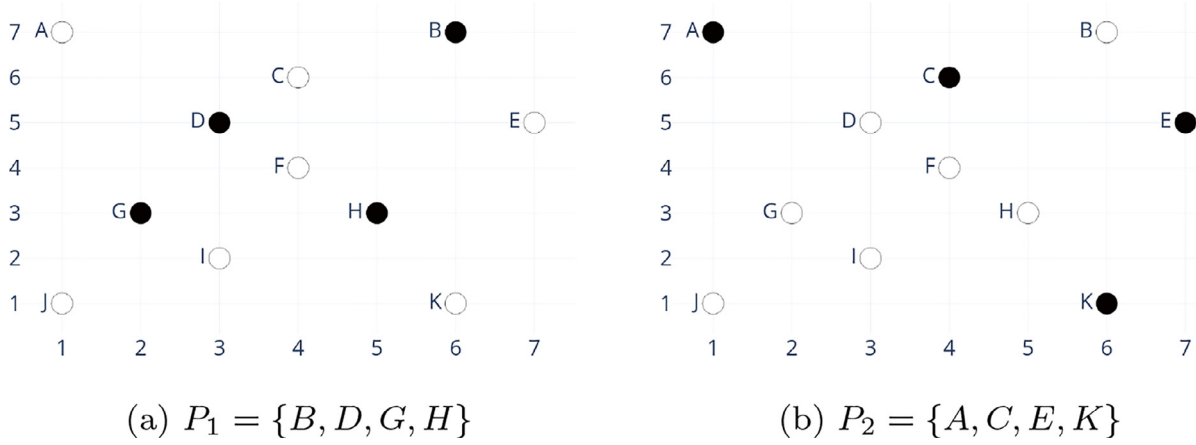 7 A B 7 A B
6 C 6 C
5 D E 5 D E
4 F 4 F
3 G H 3 G H
2 I 2 I
1 J K 1 J K
1 2 3 4 5 6 7 1 2 3 4 5 6 7
(a) P₁ = {B, D, G, H} (b) P₂ = {A, C, E, K}